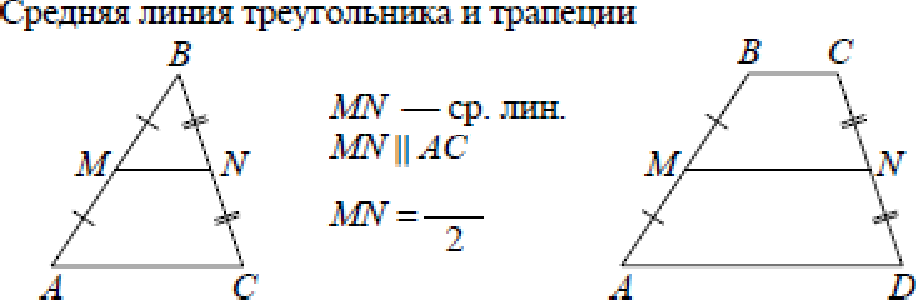 Средняя линия треугольника и трапеции
B
M N
A C
MN — ср. лин.
MN || AC
MN = —
2
B C
M N
A D